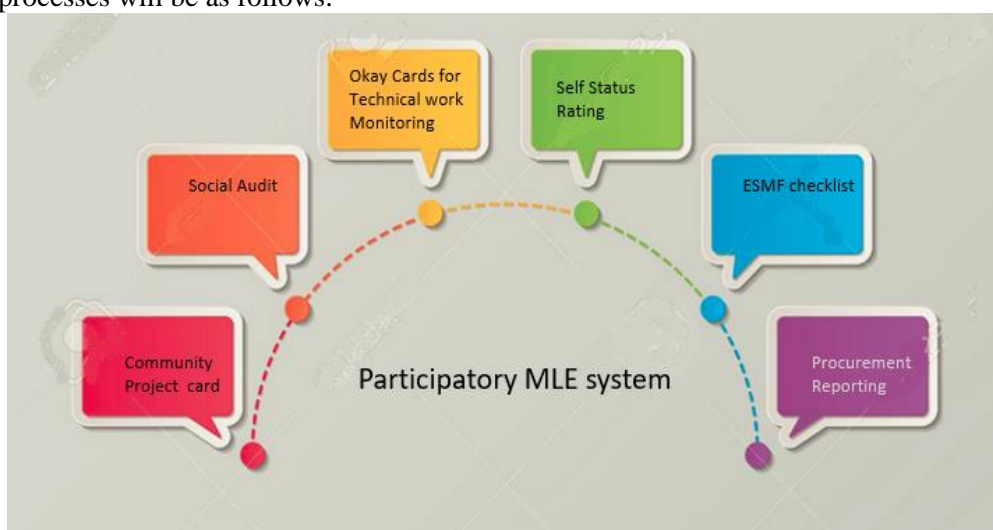 processes will be as follows:
Okay Cards for
Technical work
Monitoring
Self Status
Rating
Social Audit
ESMF checklist
Community
Project card
Participatory MLE system
Procurement
Reporting